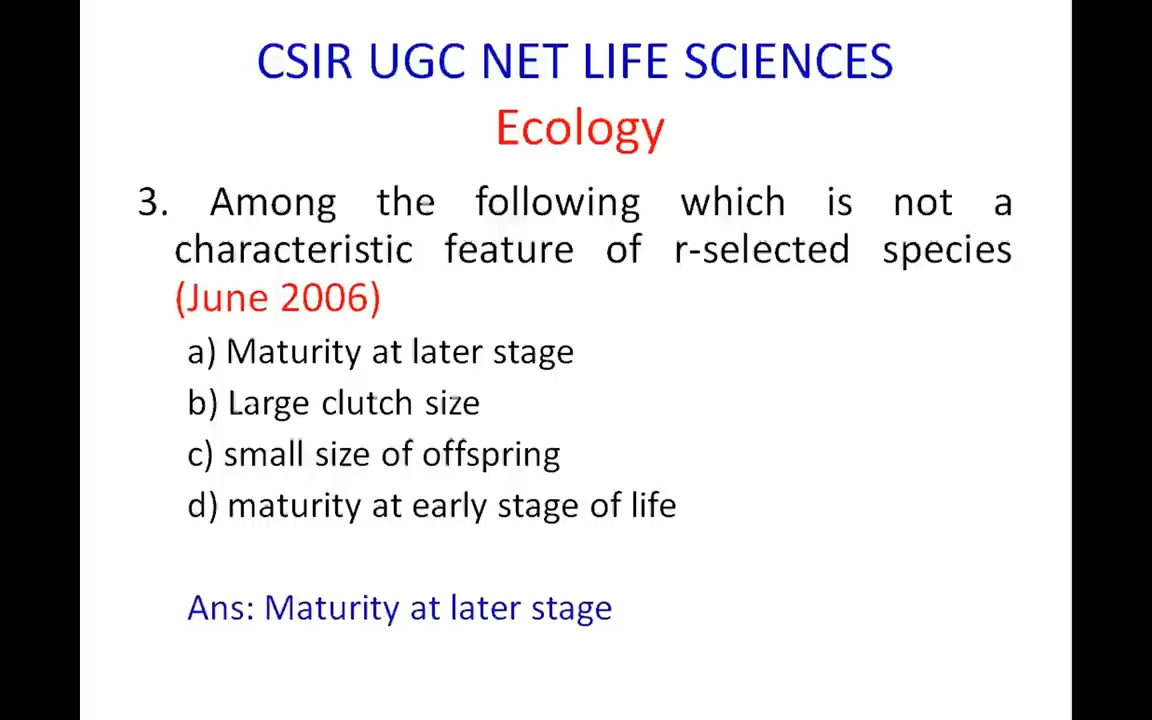 CSIR UGC NET LIFE SCIENCES
Ecology
3. Among the following which is not a
characteristic feature of r-selected species
(June 2006)
a) Maturity at later stage
b) Large clutch size
c) small size of offspring
d) maturity at early stage of life
Ans: Maturity at later stage